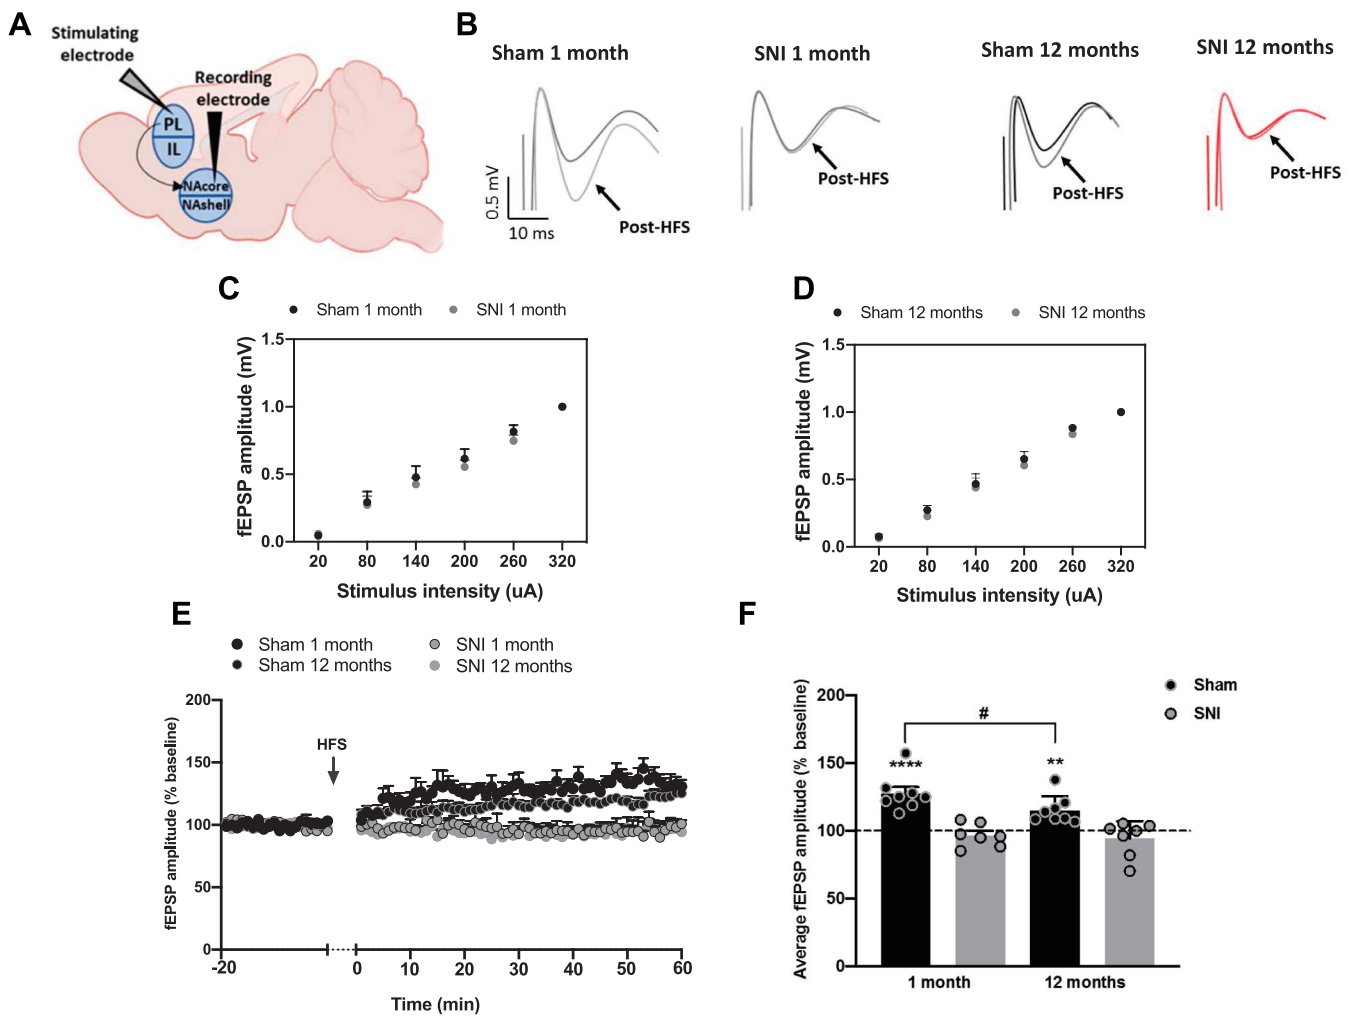 A
Stimulating
electrode
Recording
electrode
PL
IL
NAcore
NAshell
B
Sham 1 month
SNI 1 month
Sham 12 months
SNI 12 months
Post-HFS
Post-HFS
Post-HFS
Post-HFS
0.5 mV
10 ms
C
Sham 1 month
SNI 1 month
fEPSP amplitude (mV)
1.5
1.0
0.5
0.0
20 80 140 200 260 320
Stimulus intensity (uA)
D
Sham 12 months
SNI 12 months
fEPSP amplitude (mV)
1.5
1.0
0.5
0.0
20 80 140 200 260 320
Stimulus intensity (uA)
E
Sham 1 month
SNI 1 month
Sham 12 months
SNI 12 months
fEPSP amplitude (% baseline)
200
150
100
50
0
HFS
-20 0 10 20 30 40 50 60
Time (min)
F
Sham
SNI
Average fEPSP amplitude (% baseline)
200
150
100
50
0
#
****
**
1 month
12 months